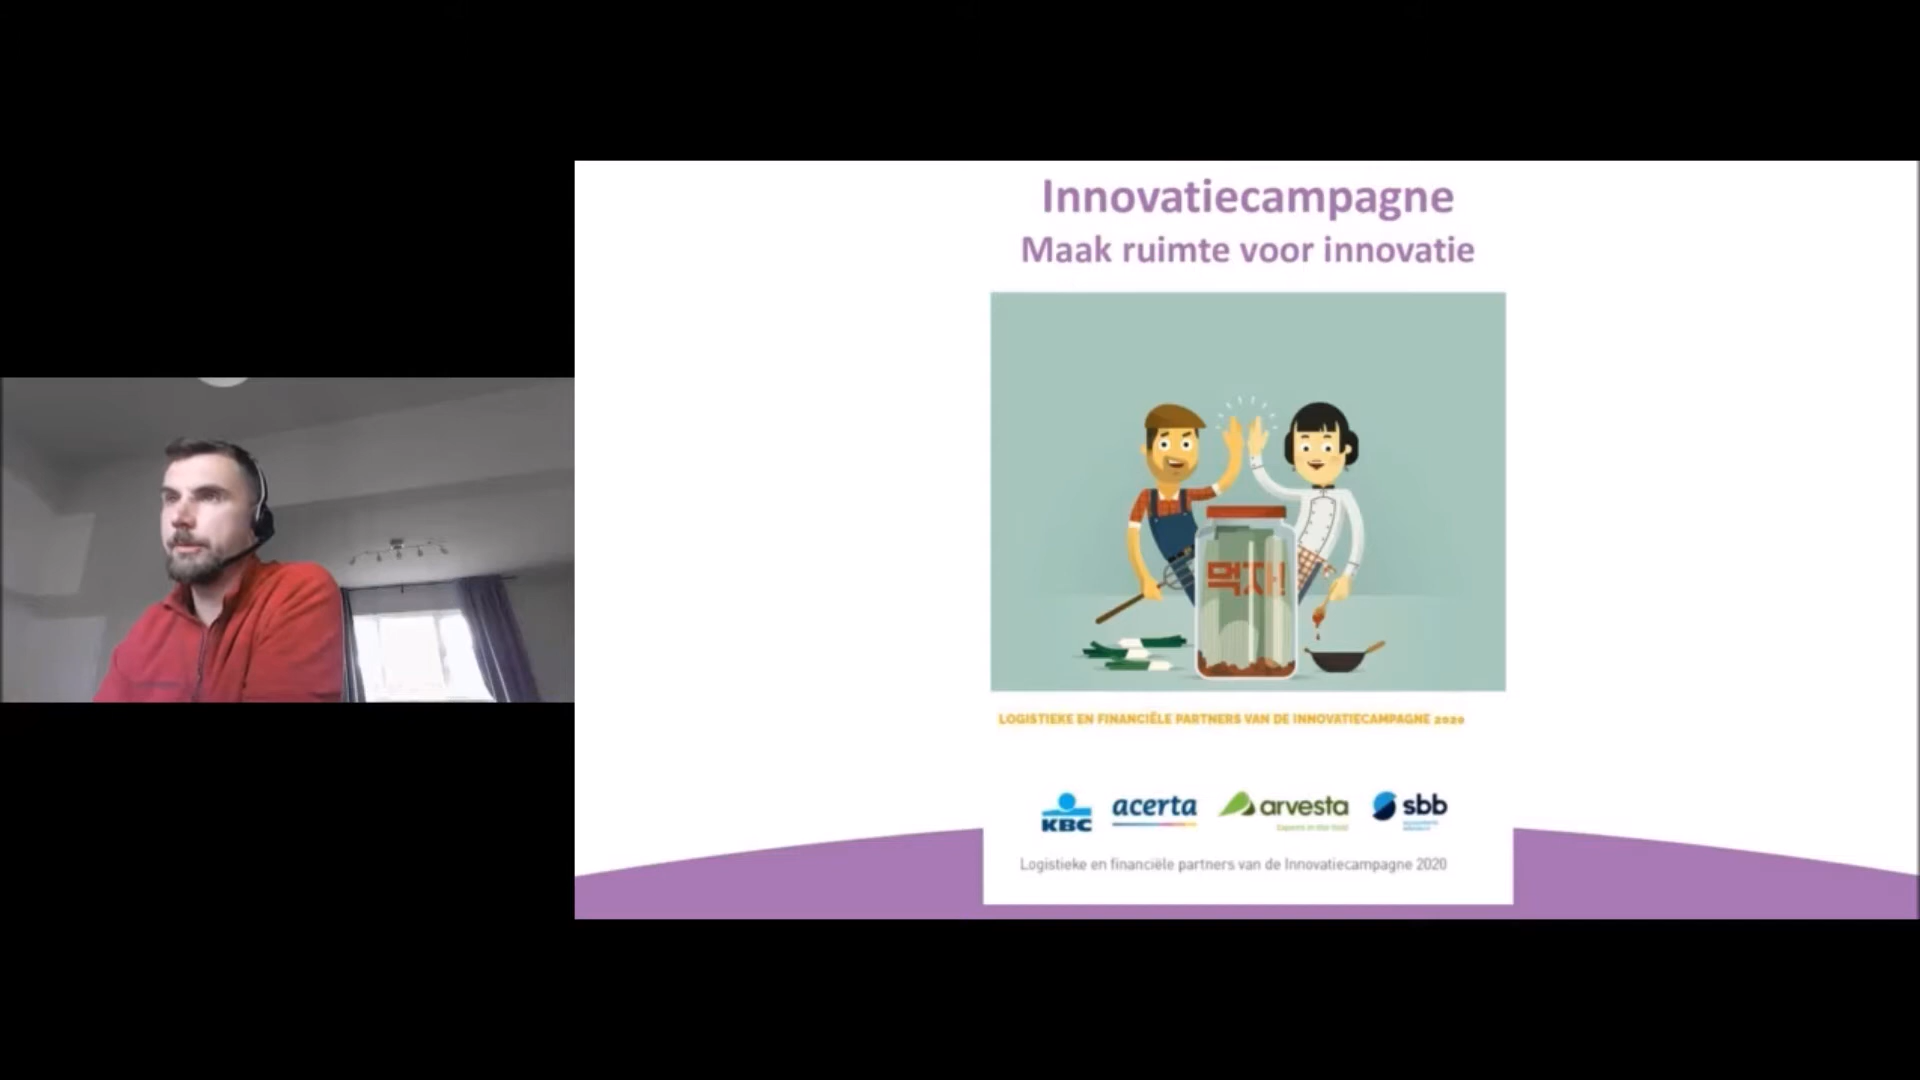 Innovatiecampagne
Maak ruimte voor innovatie
먹자!
LOGISTIEKE EN FINANCIËLE PARTNERS VAN DE INNOVATIECAMPAGNE 2020
KBC
acerta
arvesta
sbb
Logistieke en financiële partners van de Innovatiecampagne 2020